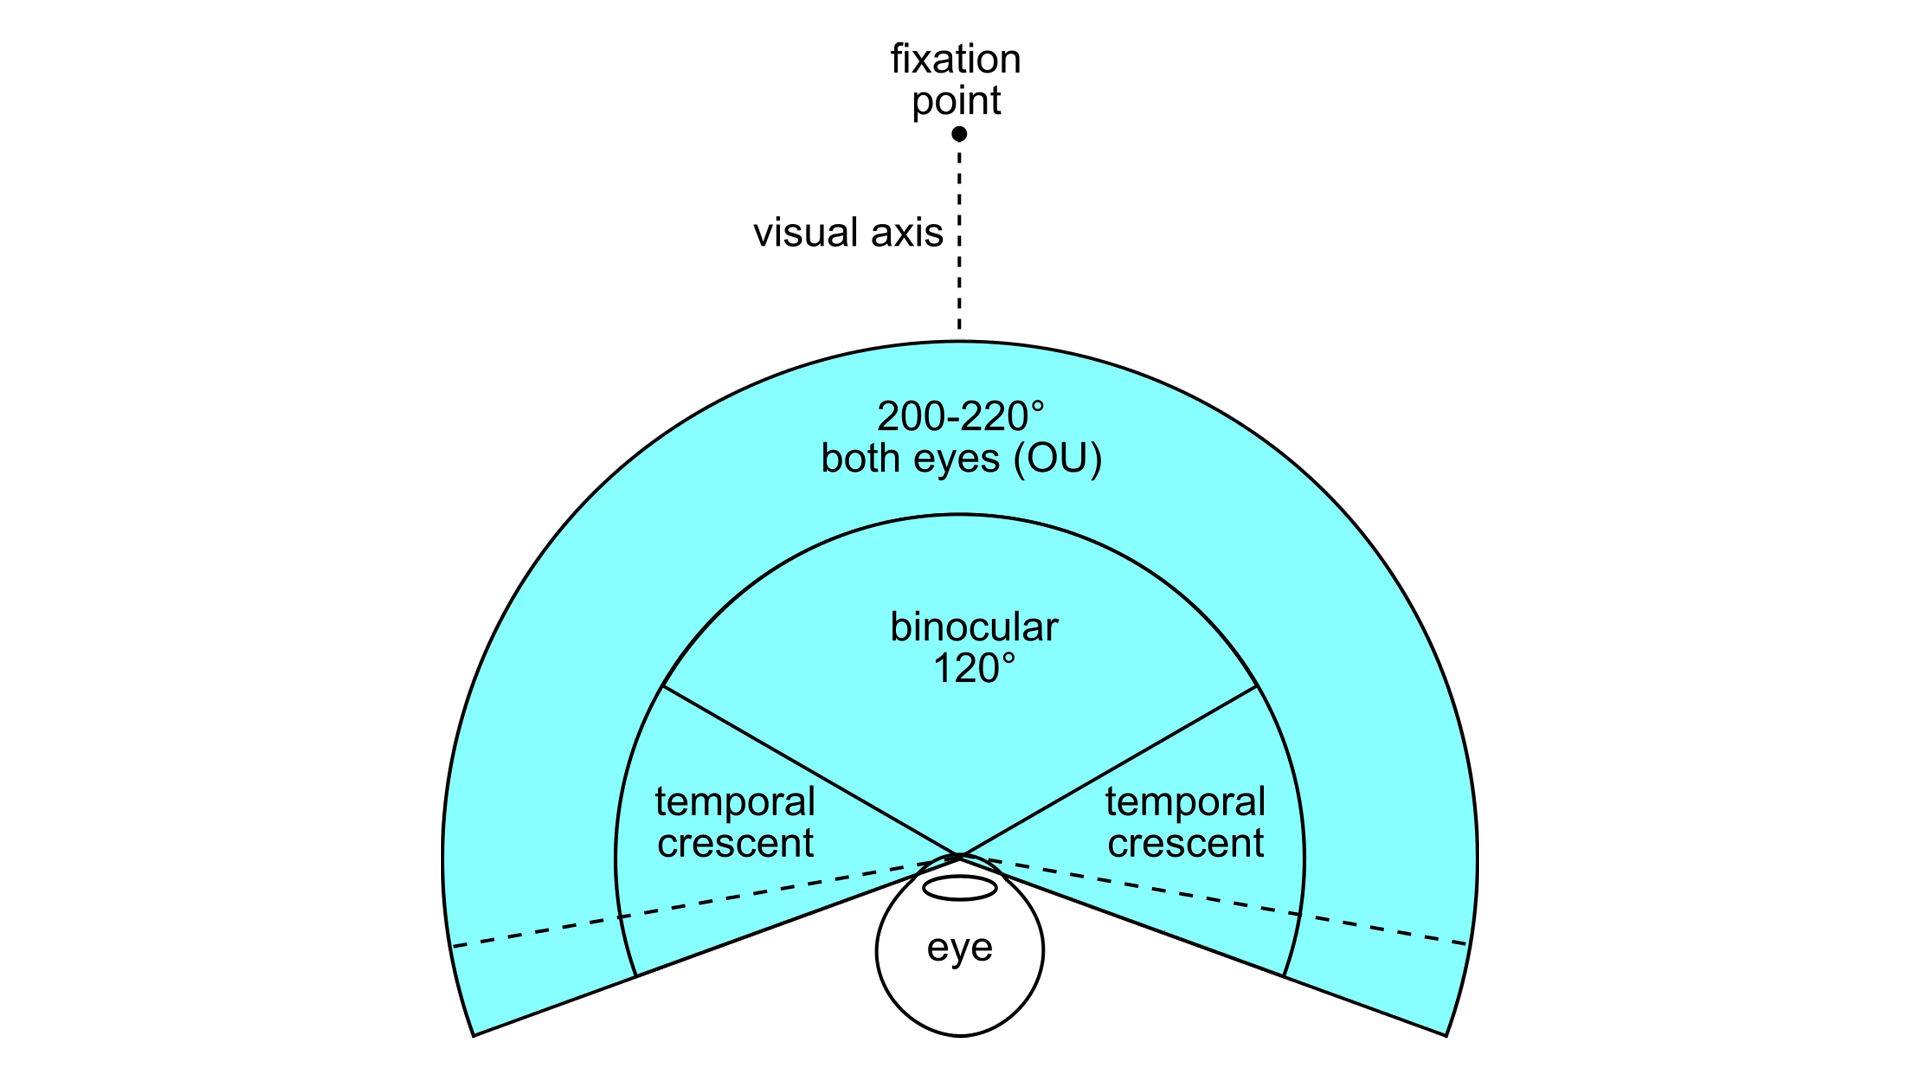 fixation
point
visual axis
200-220°
both eyes (OU)
binocular
120°
temporal
crescent
temporal
crescent
eye